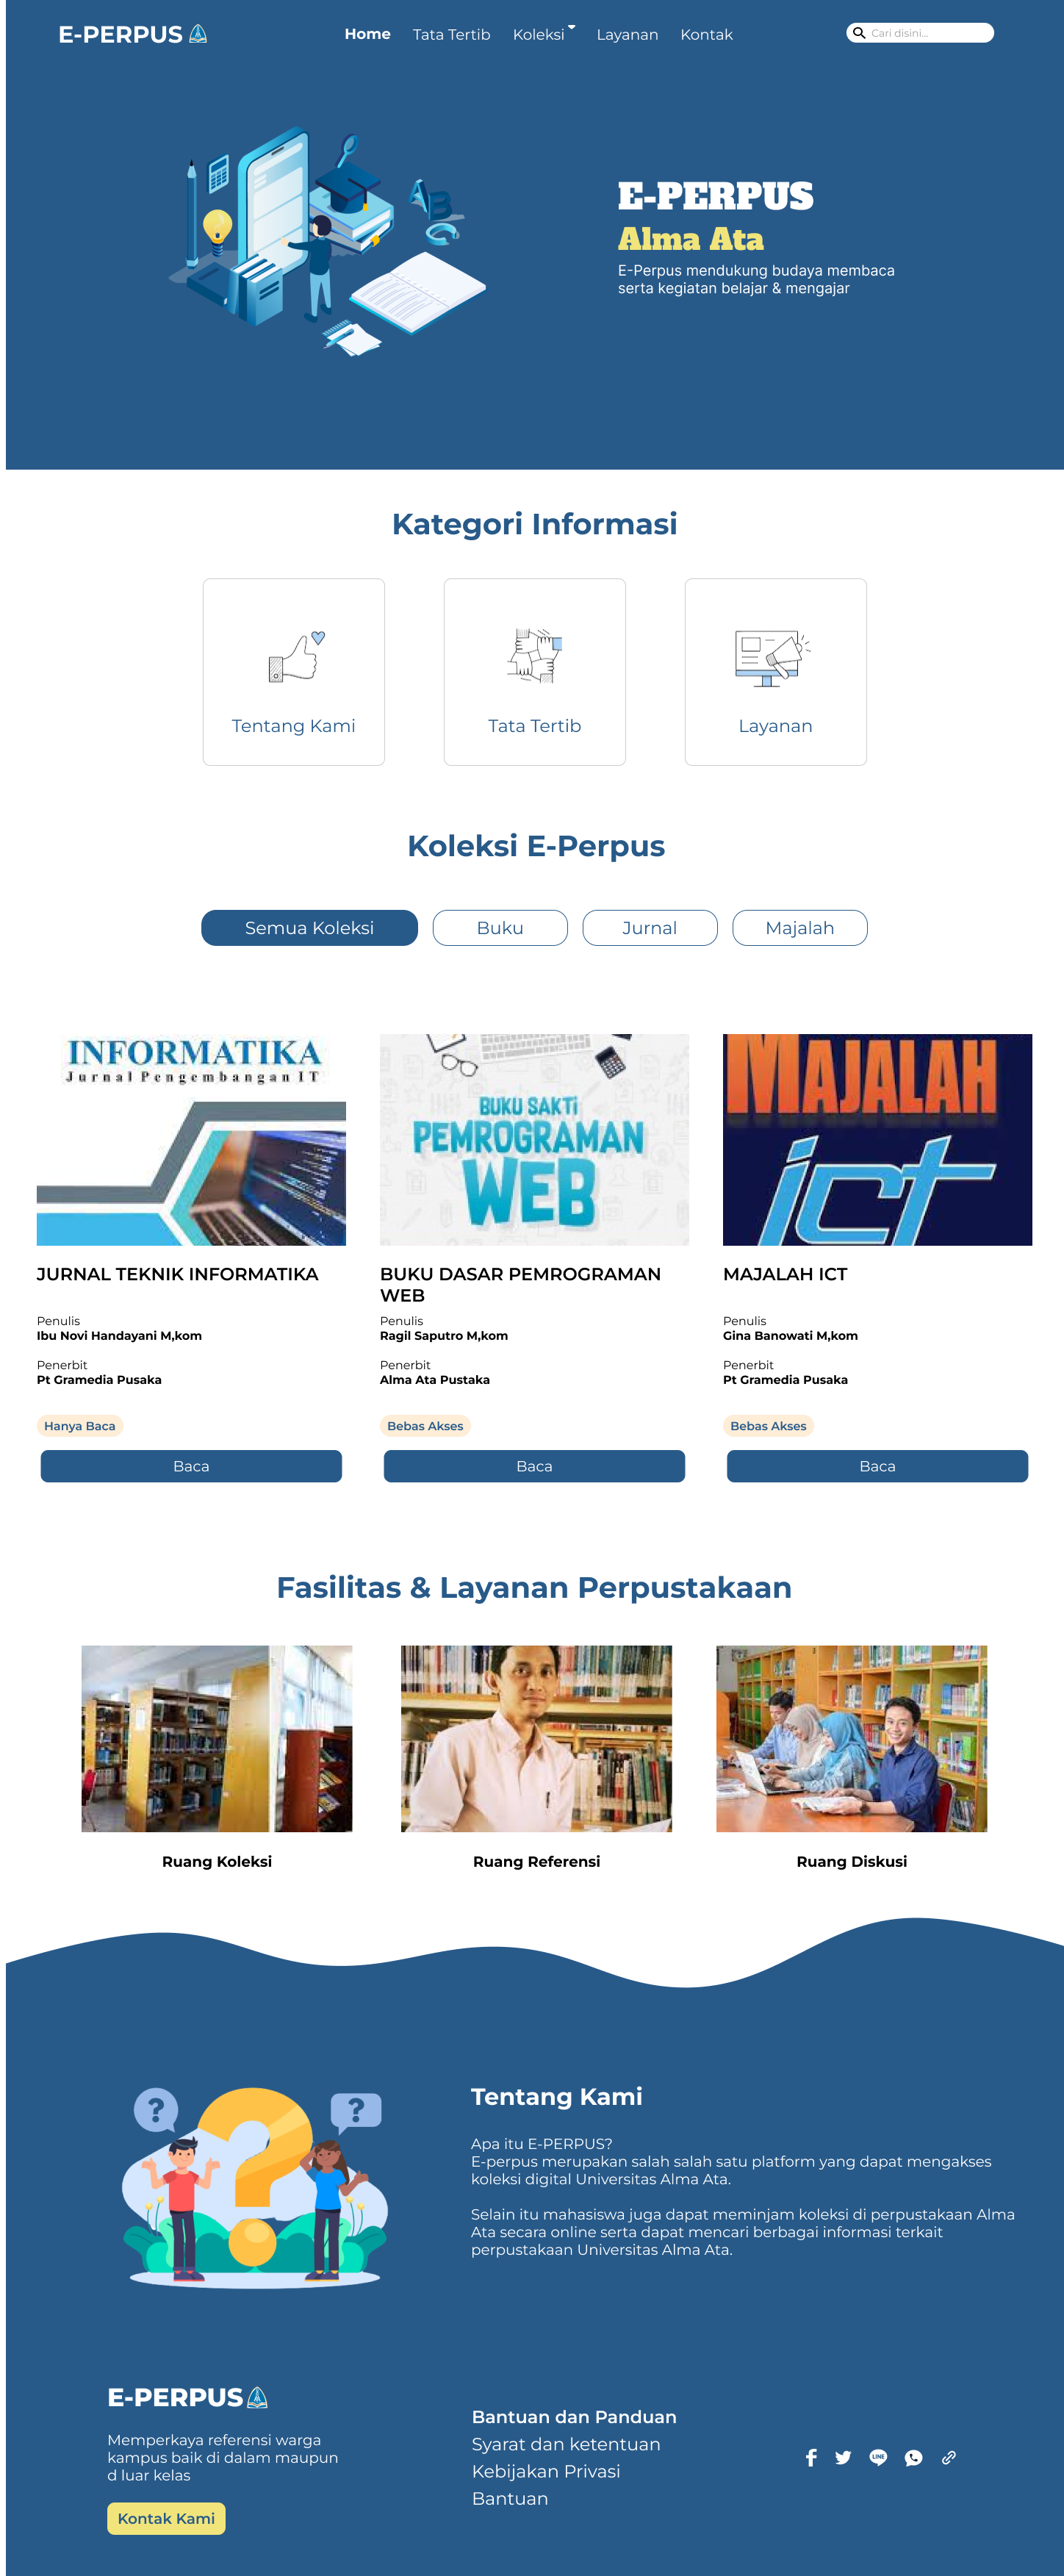 E-PERPUS
Home Tata Tertib Koleksi Layanan Kontak
Cari disini...
E-PERPUS
Alma Ata
E-Perpus mendukung budaya membaca
serta kegiatan belajar & mengajar
Kategori Informasi
Tentang Kami
Tata Tertib
Layanan
Koleksi E-Perpus
Semua Koleksi
Buku
Jurnal
Majalah
INFORMATIKA
Jurnal Pengembangan IT
JURNAL TEKNIK INFORMATIKA
Penulis
Ibu Novi Handayani M,kom
Penerbit
Pt Gramedia Pusaka
Hanya Baca
Baca
BUKU SAKTI
PEMROGRAMAN
WEB
BUKU DASAR PEMROGRAMAN
WEB
Penulis
Ragil Saputro M,kom
Penerbit
Alma Ata Pustaka
Bebas Akses
Baca
MAJALAH
ict
MAJALAH ICT
Penulis
Gina Banowati M,kom
Penerbit
Pt Gramedia Pusaka
Bebas Akses
Baca
Fasilitas & Layanan Perpustakaan
Ruang Koleksi
Ruang Referensi
Ruang Diskusi
? ? ?
Tentang Kami
Apa itu E-PERPUS?
E-perpus merupakan salah salah satu platform yang dapat mengakses
koleksi digital Universitas Alma Ata.
Selain itu mahasiswa juga dapat meminjam koleksi di perpustakaan Alma
Ata secara online serta dapat mencari berbagai informasi terkait
perpustakaan Universitas Alma Ata.
E-PERPUS
Memperkaya referensi warga
kampus baik di dalam maupun
d luar kelas
Kontak Kami
Bantuan dan Panduan
Syarat dan ketentuan
Kebijakan Privasi
Bantuan
LINE